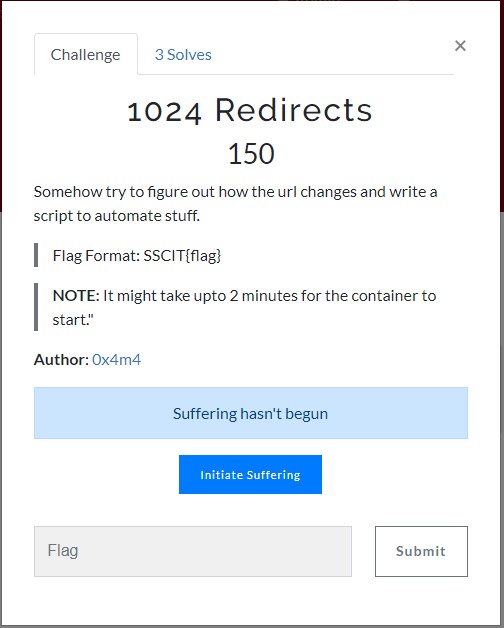 Challenge
3 Solves
×
1024 Redirects
150
Somehow try to figure out how the url changes and write a
script to automate stuff.
Flag Format: SSCIT{flag}
NOTE: It might take upto 2 minutes for the container to
start."
Author: 0x4m4
Suffering hasn't begun
Initiate Suffering
Flag
Submit